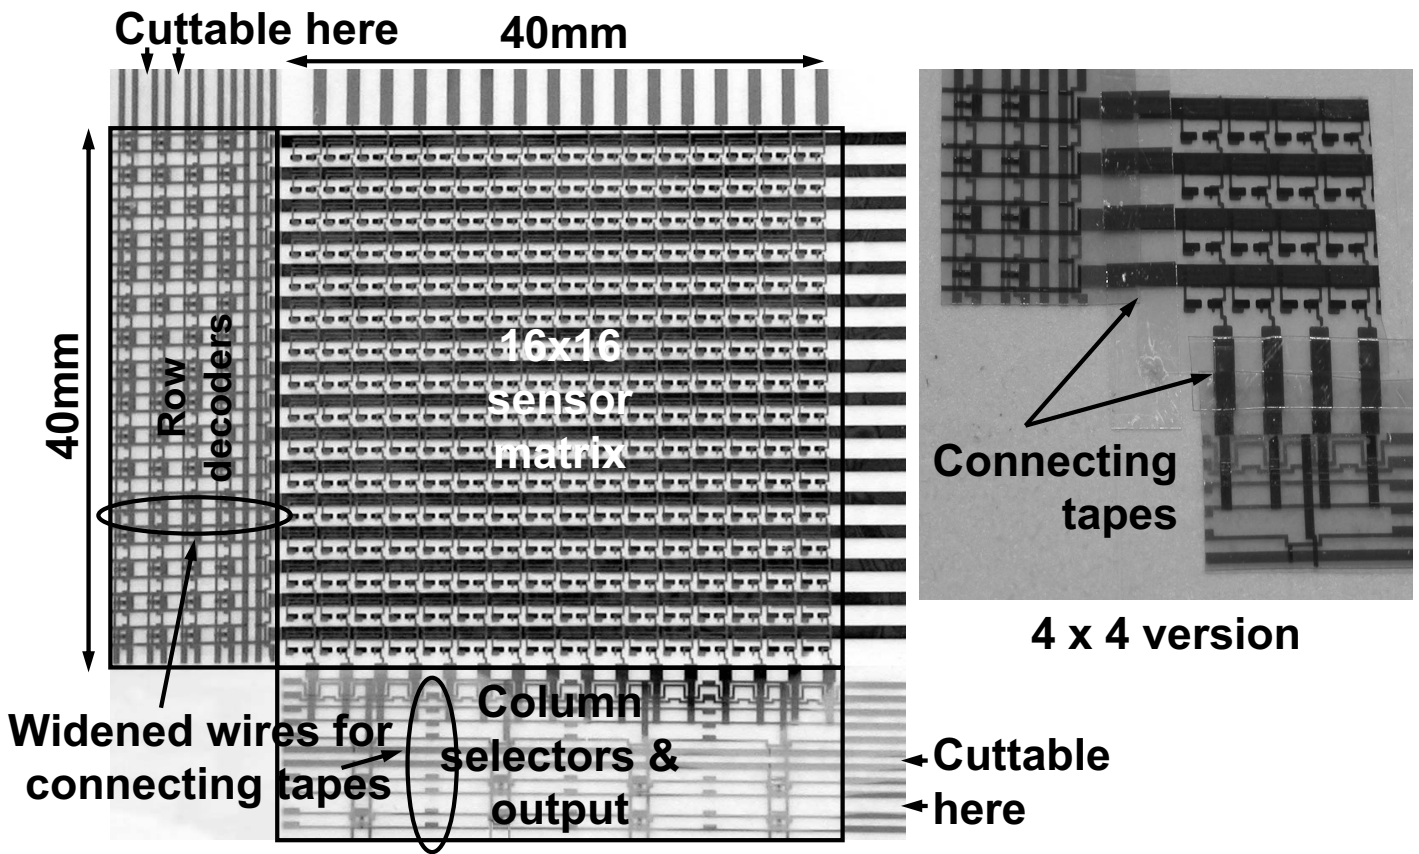 Cuttable here
40mm
40mm
Row
decoders
16x16
sensor
matrix
Widened wires for
connecting tapes
Column
selectors &
output
Cuttable
here
Connecting
tapes
4 x 4 version